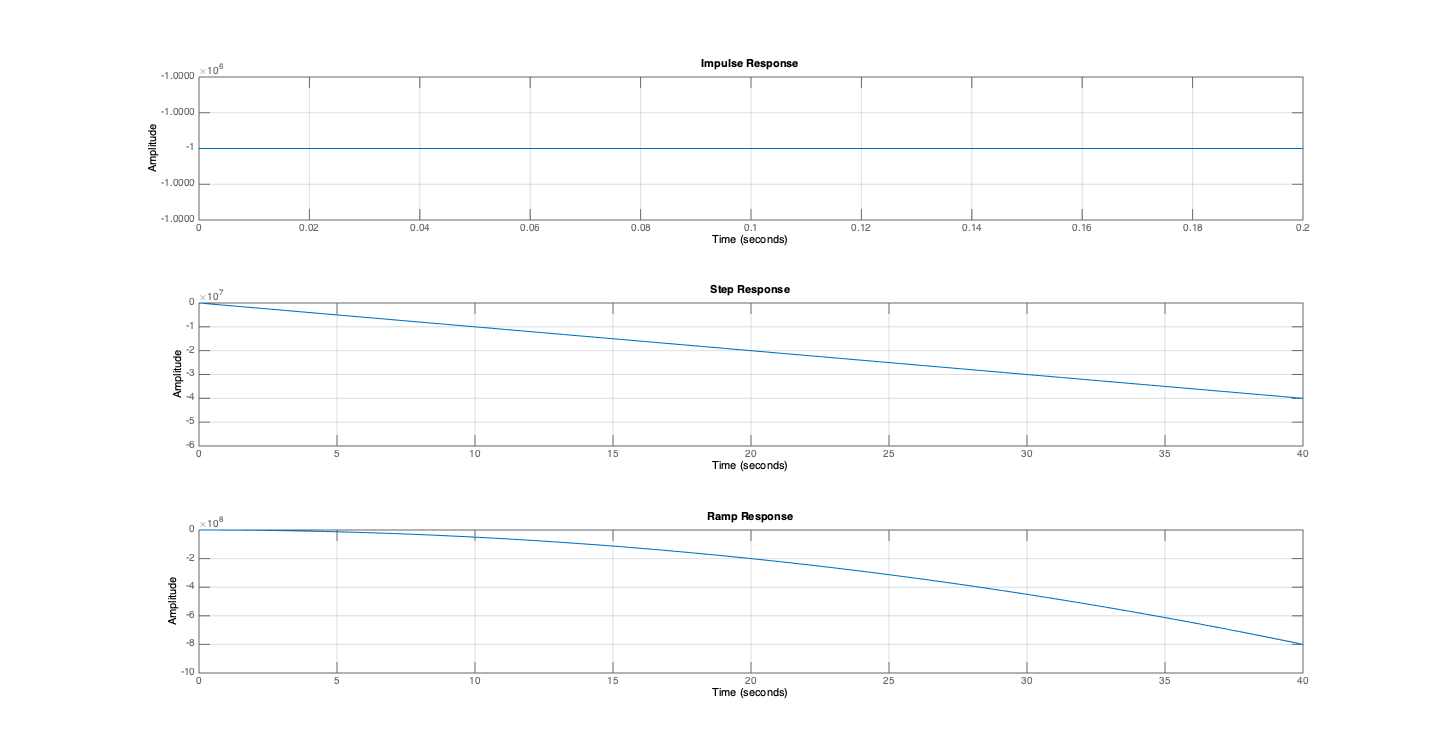 Impulse Response
×10^6
-1.0000
-1.0000
-1
-1.0000
-1.0000
Amplitude
0 0.02 0.04 0.06 0.08 0.1 0.12 0.14 0.16 0.18 0.2
Time (seconds)
Step Response
×10^7
0
-1
-2
-3
-4
-5
-6
Amplitude
0 5 10 15 20 25 30 35 40
Time (seconds)
Ramp Response
×10^8
0
-2
-4
-6
-8
-10
Amplitude
0 5 10 15 20 25 30 35 40
Time (seconds)